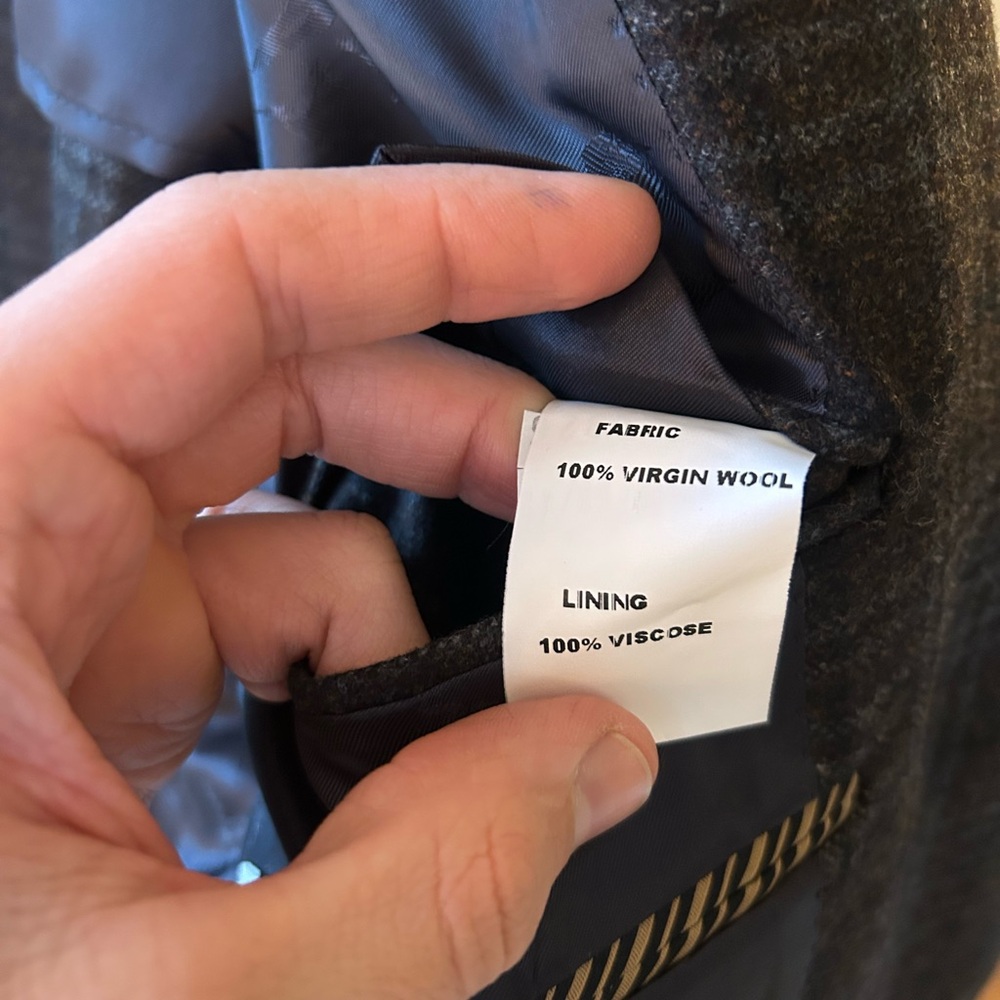 FABRIC
100% VIRGIN WOOL
LINING
100% VISCOSE